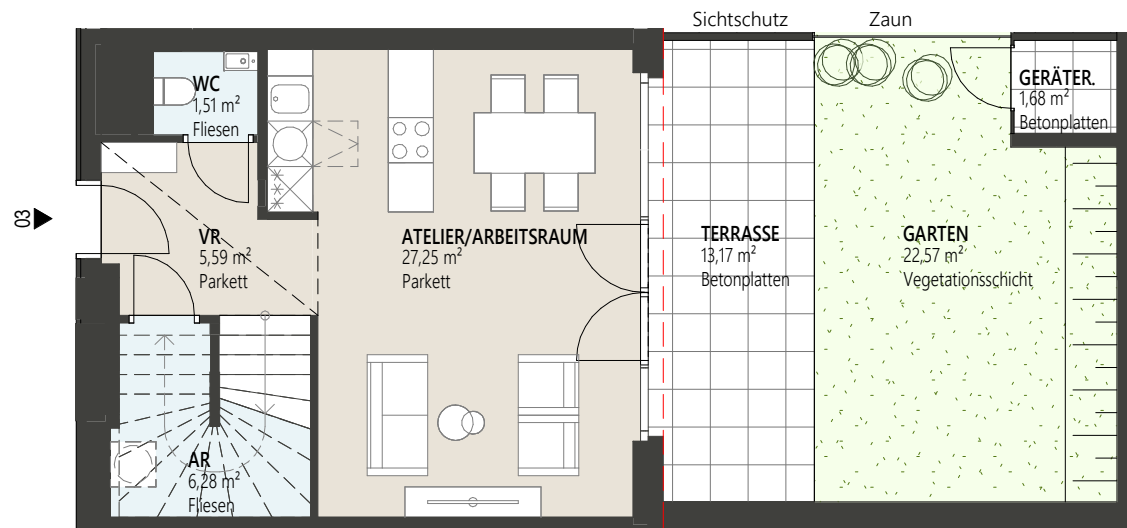 Sichtschutz
Zaun
WC
1,51 m²
Fliesen
GERÄTER.
1,68 m²
Betonplatten
03
VR
5,59 m²
Parkett
ATELIER/ARBEITSRAUM
27,25 m²
Parkett
TERRASSE
13,17 m²
Betonplatten
GARTEN
22,57 m²
Vegetationsschicht
AR
6,28 m²
Fliesen